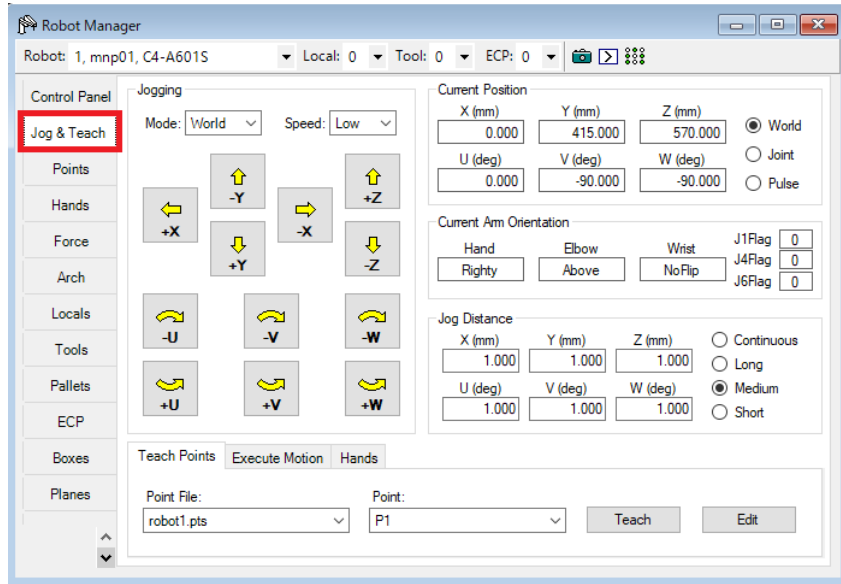 Robot Manager
Robot: 1, mnp01, C4-A601S Local: 0 Tool: 0 ECP: 0
Control Panel
Jog & Teach
Points
Hands
Force
Arch
Locals
Tools
Pallets
ECP
Boxes
Planes
Jogging
Mode: World Speed: Low
-Y +Z
+X -X
+Y -Z
-U -V -W
+U +V +W
Current Position
X (mm) Y (mm) Z (mm)
0.000 415.000 570.000
U (deg) V (deg) W (deg)
0.000 -90.000 -90.000
World
Joint
Pulse
Current Arm Orientation
Hand Elbow Wrist
Righty Above NoFlip
J1Flag 0
J4Flag 0
J6Flag 0
Jog Distance
X (mm) Y (mm) Z (mm)
1.000 1.000 1.000
U (deg) V (deg) W (deg)
1.000 1.000 1.000
Continuous
Long
Medium
Short
Teach Points Execute Motion Hands
Point File: Point:
robot1.pts P1 Teach Edit